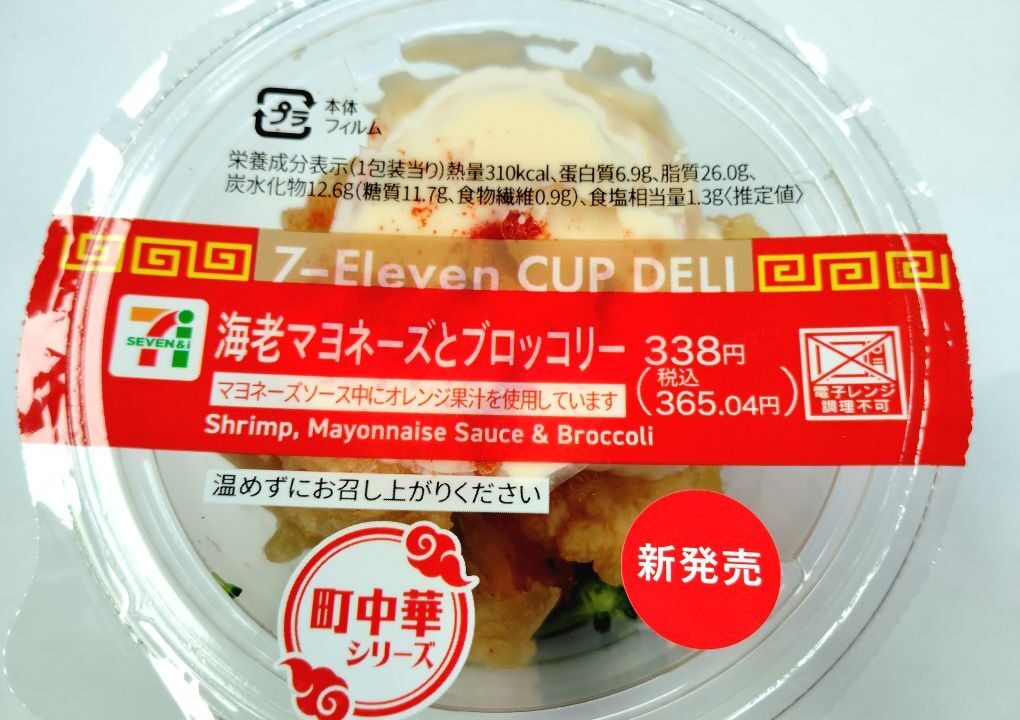 プラ
本体
フィルム
栄養成分表示(1包装当り)熱量310kcal、蛋白質6.9g、脂質26.0g、
炭水化物12.6g(糖質11.7g、食物繊維0.9g)、食塩相当量1.3g〈推定値〉
7-Eleven CUP DELI
SEVEN&i
海老マヨネーズとブロッコリー 338円
(税込365.04円)
マヨネーズソース中にオレンジ果汁を使用しています
Shrimp, Mayonnaise Sauce & Broccoli
電子レンジ
調理不可
温めずにお召し上がりください
新発売
町中華
シリーズ